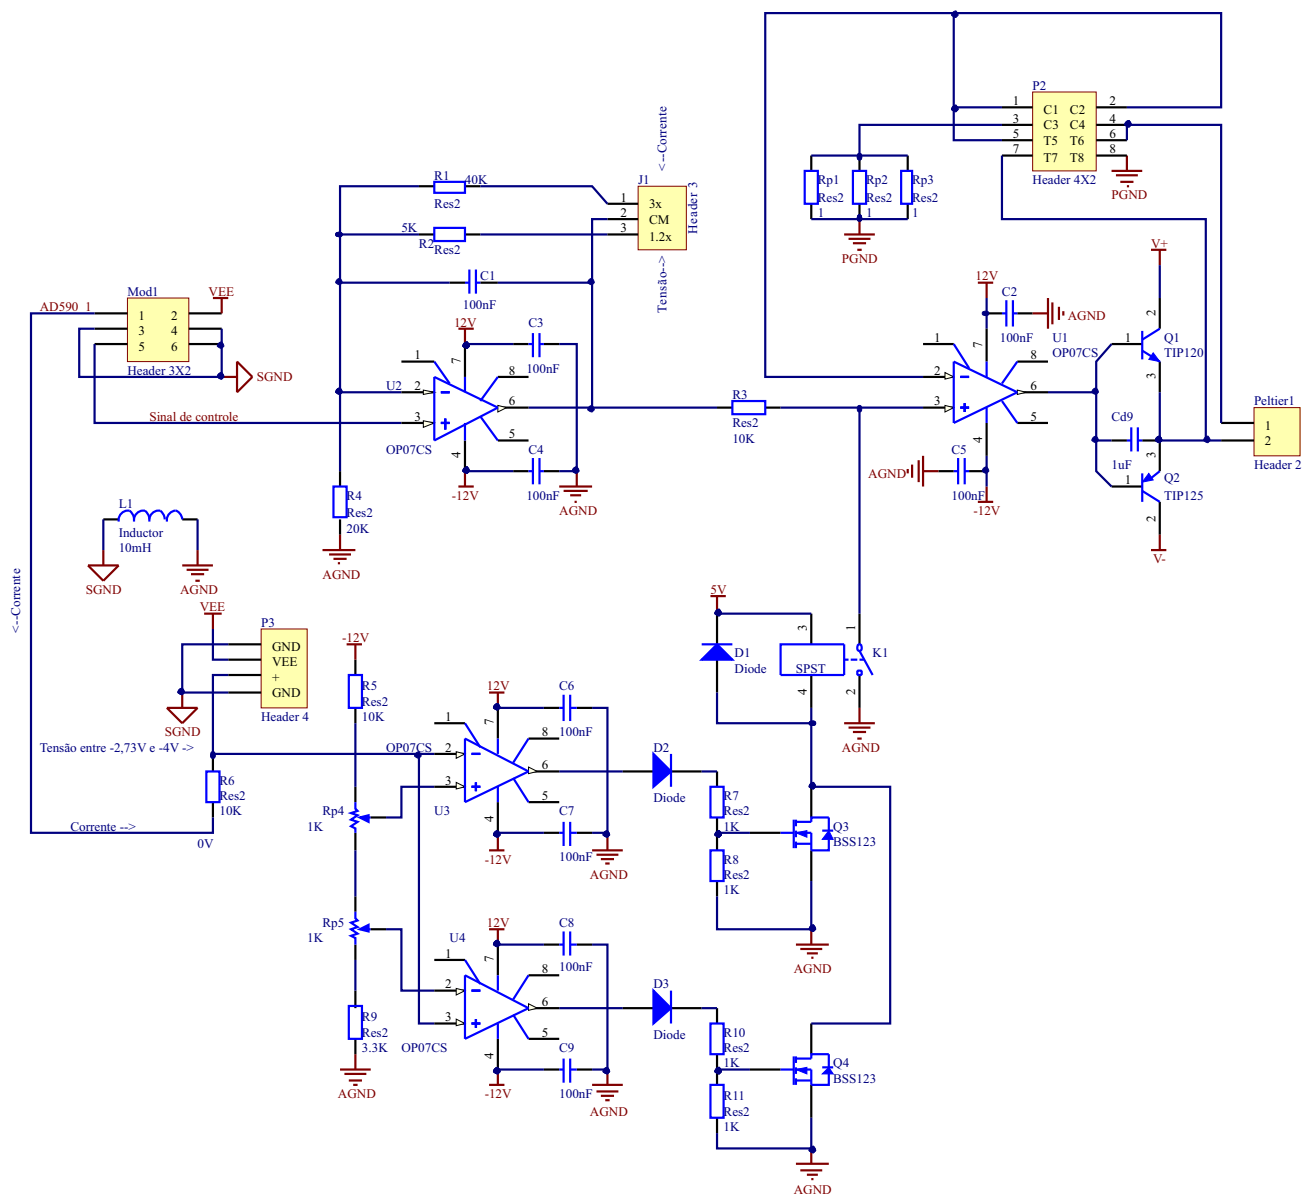 P2
1 C1 C2 2
3 C3 C4 4
5 T5 T6 6
7 T7 T8 8
Header 4X2
PGND
<--Corrente
R1 40K
Res2
J1
1 3x
2 CM
3 1.2x
Header 3
5K
R2 Res2
Tensão-->
C1
100nF
Rp1
Res2
1
Rp2
Res2
1
Rp3
Res2
1
PGND
AD590_1
Mod1
VEE
1 2
3 4
5 6
Header 3X2
SGND
Sinal de controle
12V
C3
100nF
1
7
8
U2 2
6
3
5
OP07CS
4
C4
100nF
-12V
AGND
R4
Res2
20K
AGND
R3
Res2
10K
12V
C2
100nF
AGND
1
7
U1
OP07CS
8
2
6
3
5
4
AGND
C5
100nF
-12V
V+
2
1
Q1
TIP120
3
Cd9
1uF
3
1
Q2
TIP125
2
V-
Peltier1
1
2
Header 2
L1
Inductor
10mH
SGND
AGND
<--Corrente
VEE
P3
GND
VEE
+
GND
Header 4
SGND
Tensão entre -2,73V e -4V ->
R6
Res2
10K
Corrente -->
0V
-12V
R5
Res2
10K
Rp4
1K
Rp5
1K
R9
Res2
3.3K
AGND
12V
C6
100nF
1
7
8
OP07CS 2
6
3
5
U3
4
C7
100nF
-12V
AGND
D2
Diode
R7
Res2
1K
R8
Res2
1K
Q3
BSS123
AGND
5V
D1
Diode
3
SPST
4
1
K1
2
AGND
12V
C8
100nF
U4
1
7
8
2
6
3
5
OP07CS
4
C9
100nF
-12V
AGND
D3
Diode
R10
Res2
1K
R11
Res2
1K
Q4
BSS123
AGND